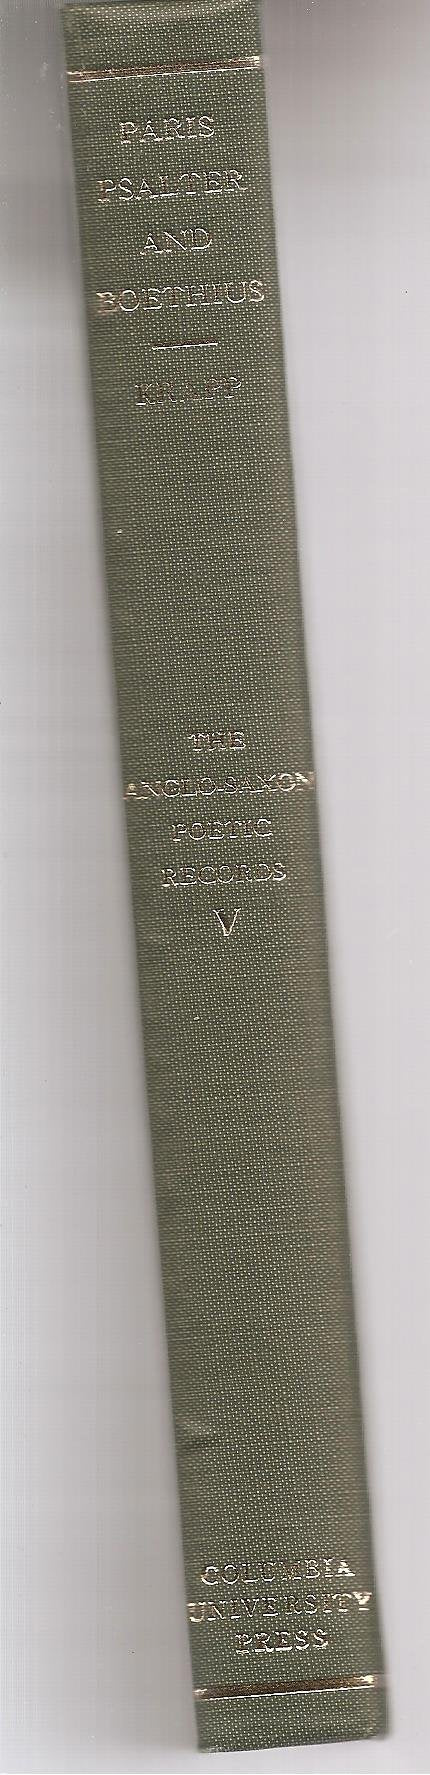 PARIS
PSALTER
AND
BOETHIUS
KRAPP
THE
ANGLO-SAXON
POETIC
RECORDS
V
COLUMBIA
UNIVERSITY
PRESS